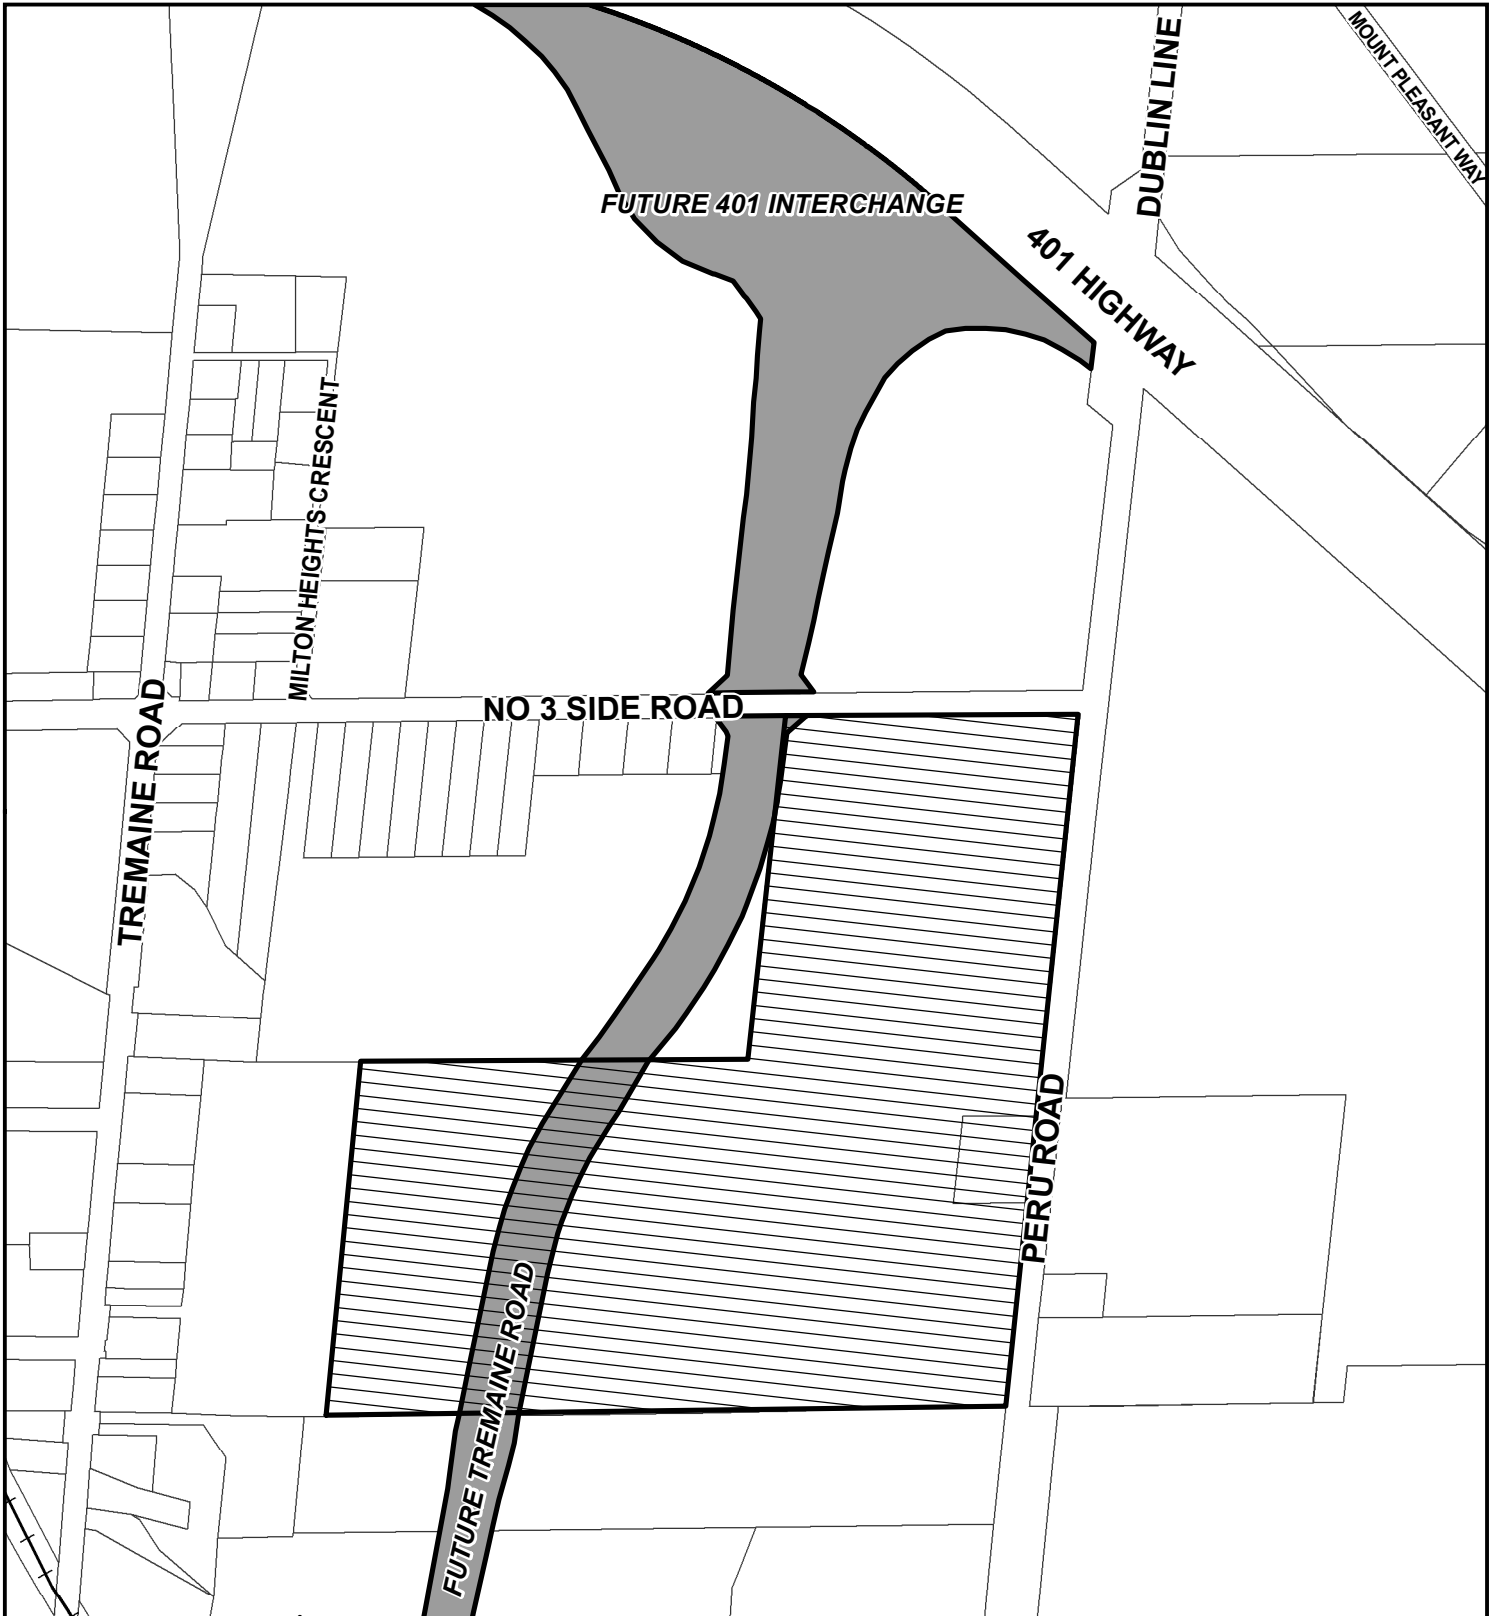 DUBLIN LINE
MOUNT PLEASANT WAY
FUTURE 401 INTERCHANGE
401 HIGHWAY
MILTON HEIGHTS CRESCENT
NO 3 SIDE ROAD
TREMAINE ROAD
PERU ROAD
FUTURE TREMAINE ROAD